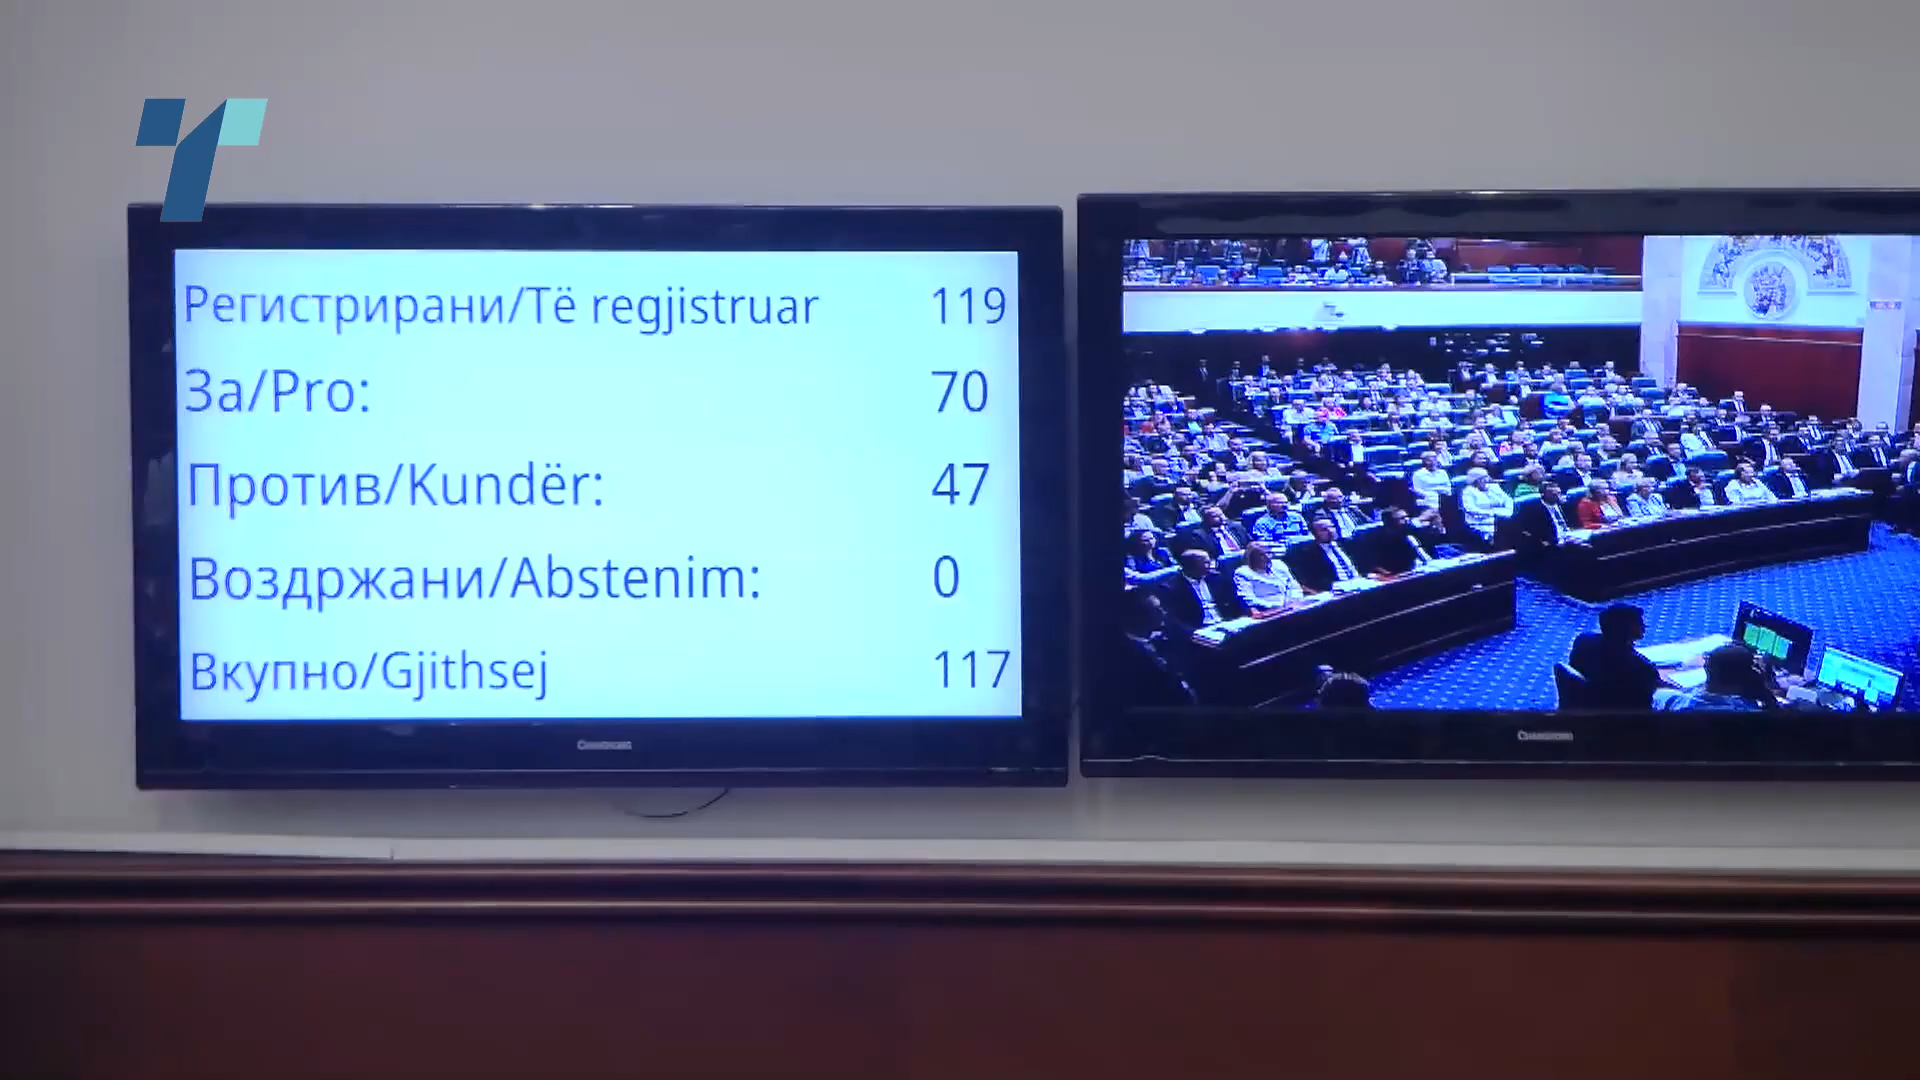 Регистрирани/Të regjistruar 119
За/Pro: 70
Против/Kundër: 47
Воздржани/Abstenim: 0
Вкупно/Gjithsej 117